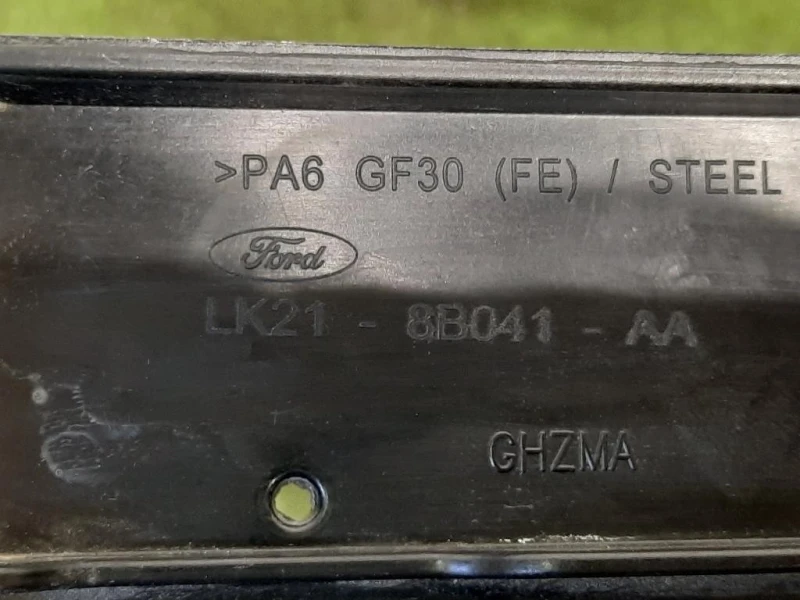 >PA6 GF30 (FE) / STEEL
Ford
LK21 - 8B041 - AA
GHZMA